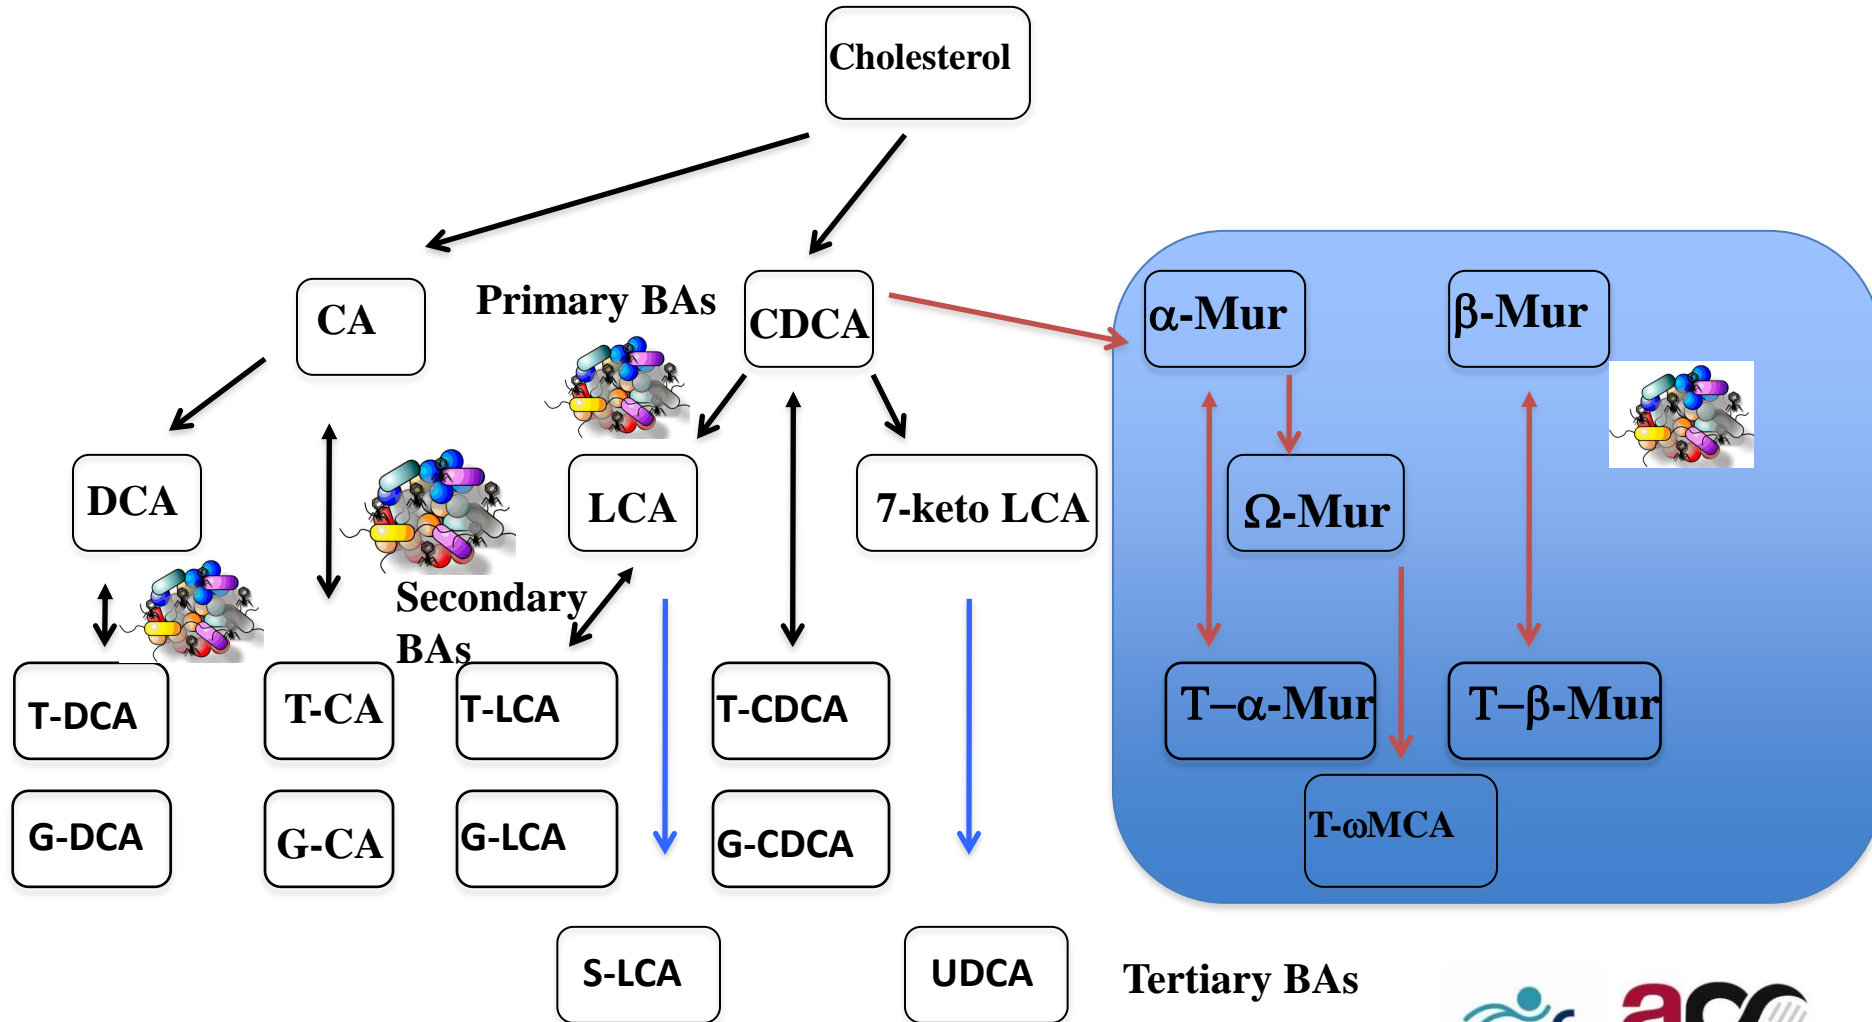 Cholesterol
CA
Primary BAs
CDCA
α-Mur
β-Mur
DCA
LCA
7-keto LCA
Ω-Mur
Secondary
BAs
T-DCA
T-CA
T-LCA
T-CDCA
T–α-Mur
T–β-Mur
G-DCA
G-CA
G-LCA
G-CDCA
T-ωMCA
S-LCA
UDCA
Tertiary BAs